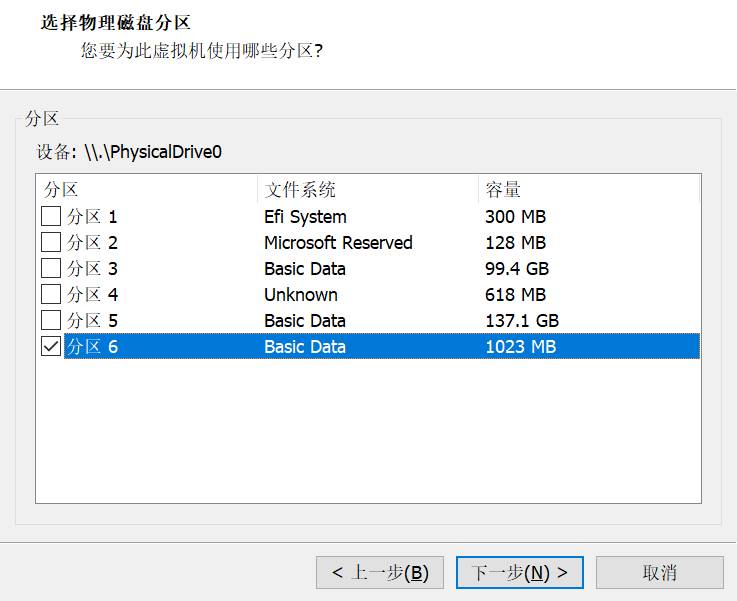 选择物理磁盘分区
您要为此虚拟机使用哪些分区?
分区
设备: \\.\PhysicalDrive0
分区 文件系统 容量
分区 1 Efi System 300 MB
分区 2 Microsoft Reserved 128 MB
分区 3 Basic Data 99.4 GB
分区 4 Unknown 618 MB
分区 5 Basic Data 137.1 GB
分区 6 Basic Data 1023 MB
< 上一步(B) 下一步(N) > 取消